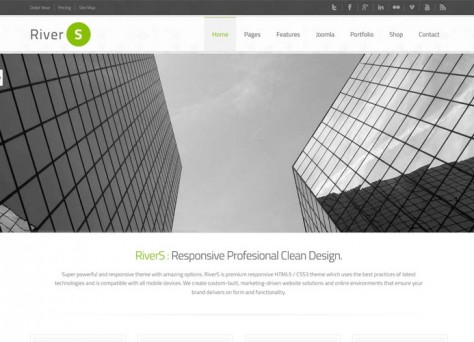 Order Now Pricing Site Map
River S
Home Pages Features Joomla Portfolio Shop Contact
RiverS : Responsive Profesional Clean Design.
Super powerful and responsive theme with amazing options. RiverS is premium responsive HTML5 / CSS3 theme which uses the best practices of latest
technologies and is compatible with all mobile devices. We create custom-built, marketing-driven website solutions and online environments that ensure your
brand delivers on form and functionality.